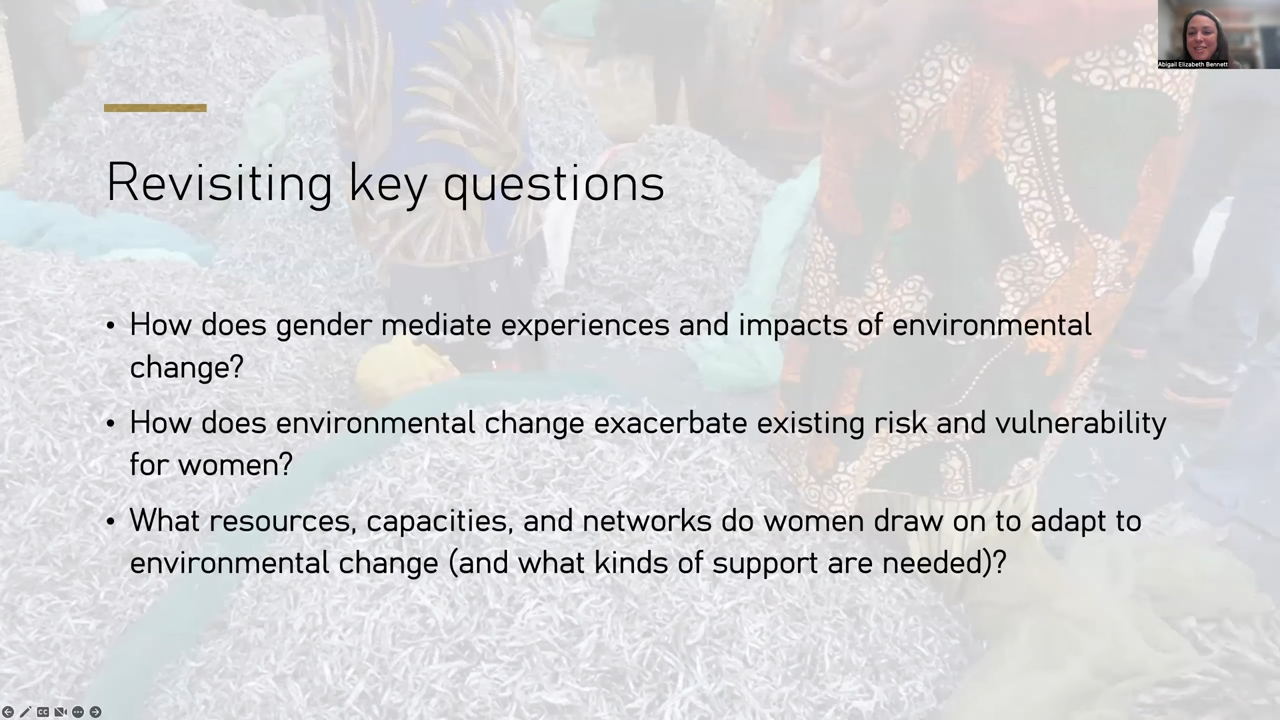 Abigail Elizabeth Bennett
Revisiting key questions
• How does gender mediate experiences and impacts of environmental
change?
• How does environmental change exacerbate existing risk and vulnerability
for women?
• What resources, capacities, and networks do women draw on to adapt to
environmental change (and what kinds of support are needed)?
CC